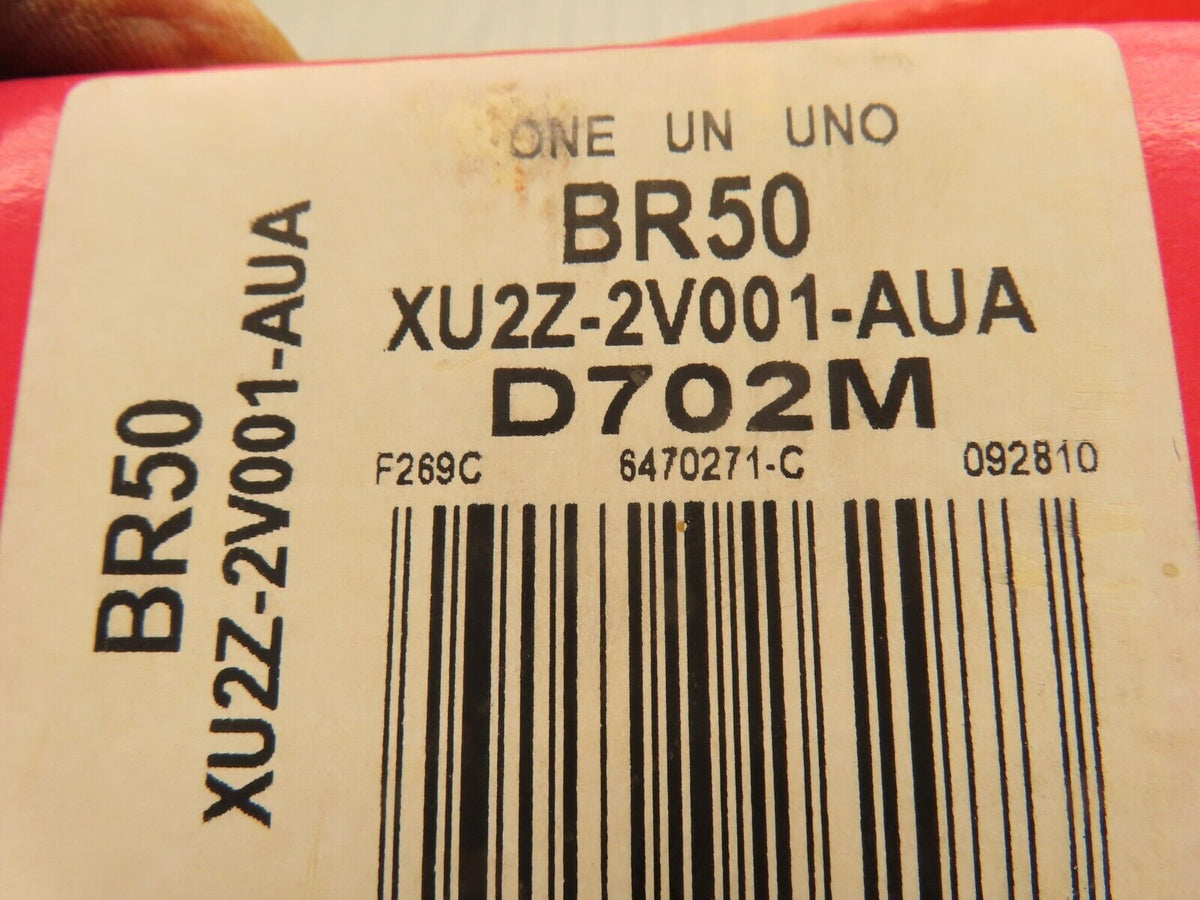 ONE UN UNO
BR50
XU2Z-2V001-AUA
D702M
F269C 6470271-C 092810
BR50
XU2Z-2V001-AUA